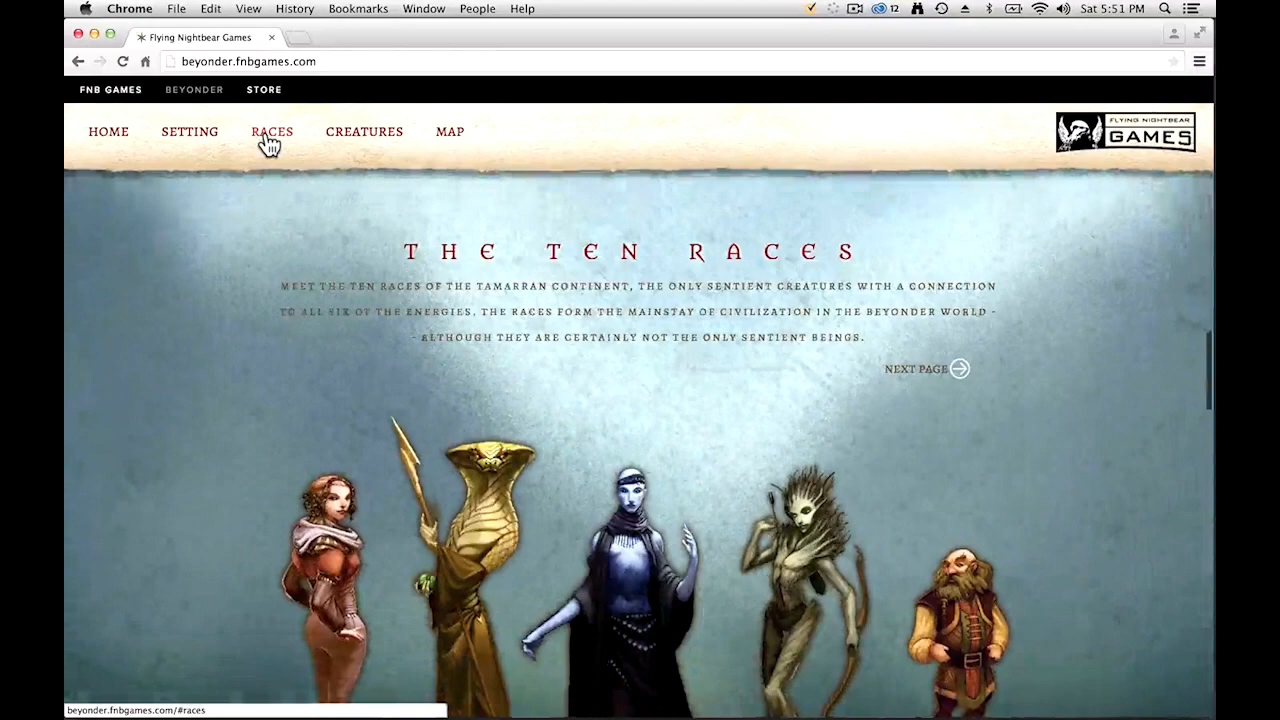 Chrome File Edit View History Bookmarks Window People Help 12 Sat 5:51 PM
Flying Nightbear Games
beyonder.fnbgames.com
FNB GAMES BEYONDER STORE
HOME SETTING RACES CREATURES MAP
FLYING NIGHTBEAR
GAMES
THE TEN RACES
MEET THE TEN RACES OF THE TAMARRAN CONTINENT, THE ONLY SENTIENT CREATURES WITH A CONNECTION
TO ALL SIX OF THE ENERGIES. THE RACES FORM THE MAINSTAY OF CIVILIZATION IN THE BEYONDER WORLD -
- ALTHOUGH THEY ARE CERTAINLY NOT THE ONLY SENTIENT BEINGS.
NEXT PAGE
beyonder.fnbgames.com/#races